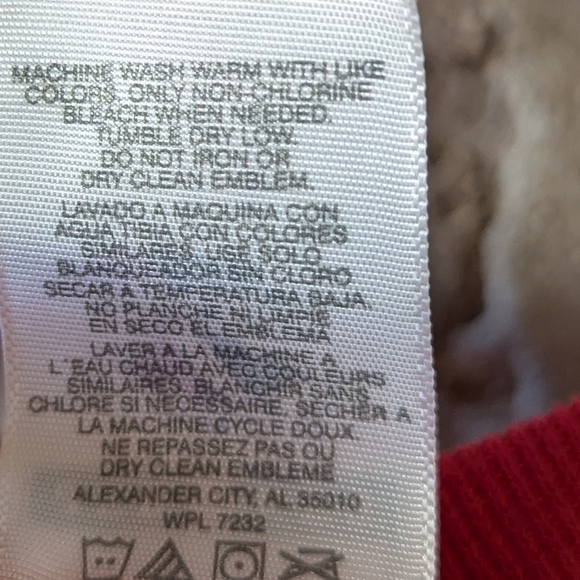 MACHINE WASH WARM WITH LIKE
COLORS. ONLY NON-CHLORINE
BLEACH WHEN NEEDED.
TUMBLE DRY LOW.
DO NOT IRON OR
DRY CLEAN EMBLEM.
LAVADO A MAQUINA CON
AGUA TIBIA CON COLORES
SIMILARES. USE SOLO
BLANQUEADOR SIN CLORO
SECAR A TEMPERATURA BAJA.
NO PLANCHE NI LIMPIE
EN SECO EL EMBLEMA
LAVER A LA MACHINE A
L'EAU CHAUD AVEC COULEURS
SIMILAIRES. BLANCHIR SANS
CHLORE SI NECESSAIRE. SECHER A
LA MACHINE CYCLE DOUX.
NE REPASSEZ PAS OU
DRY CLEAN EMBLEME
ALEXANDER CITY, AL 35010
WPL 7232